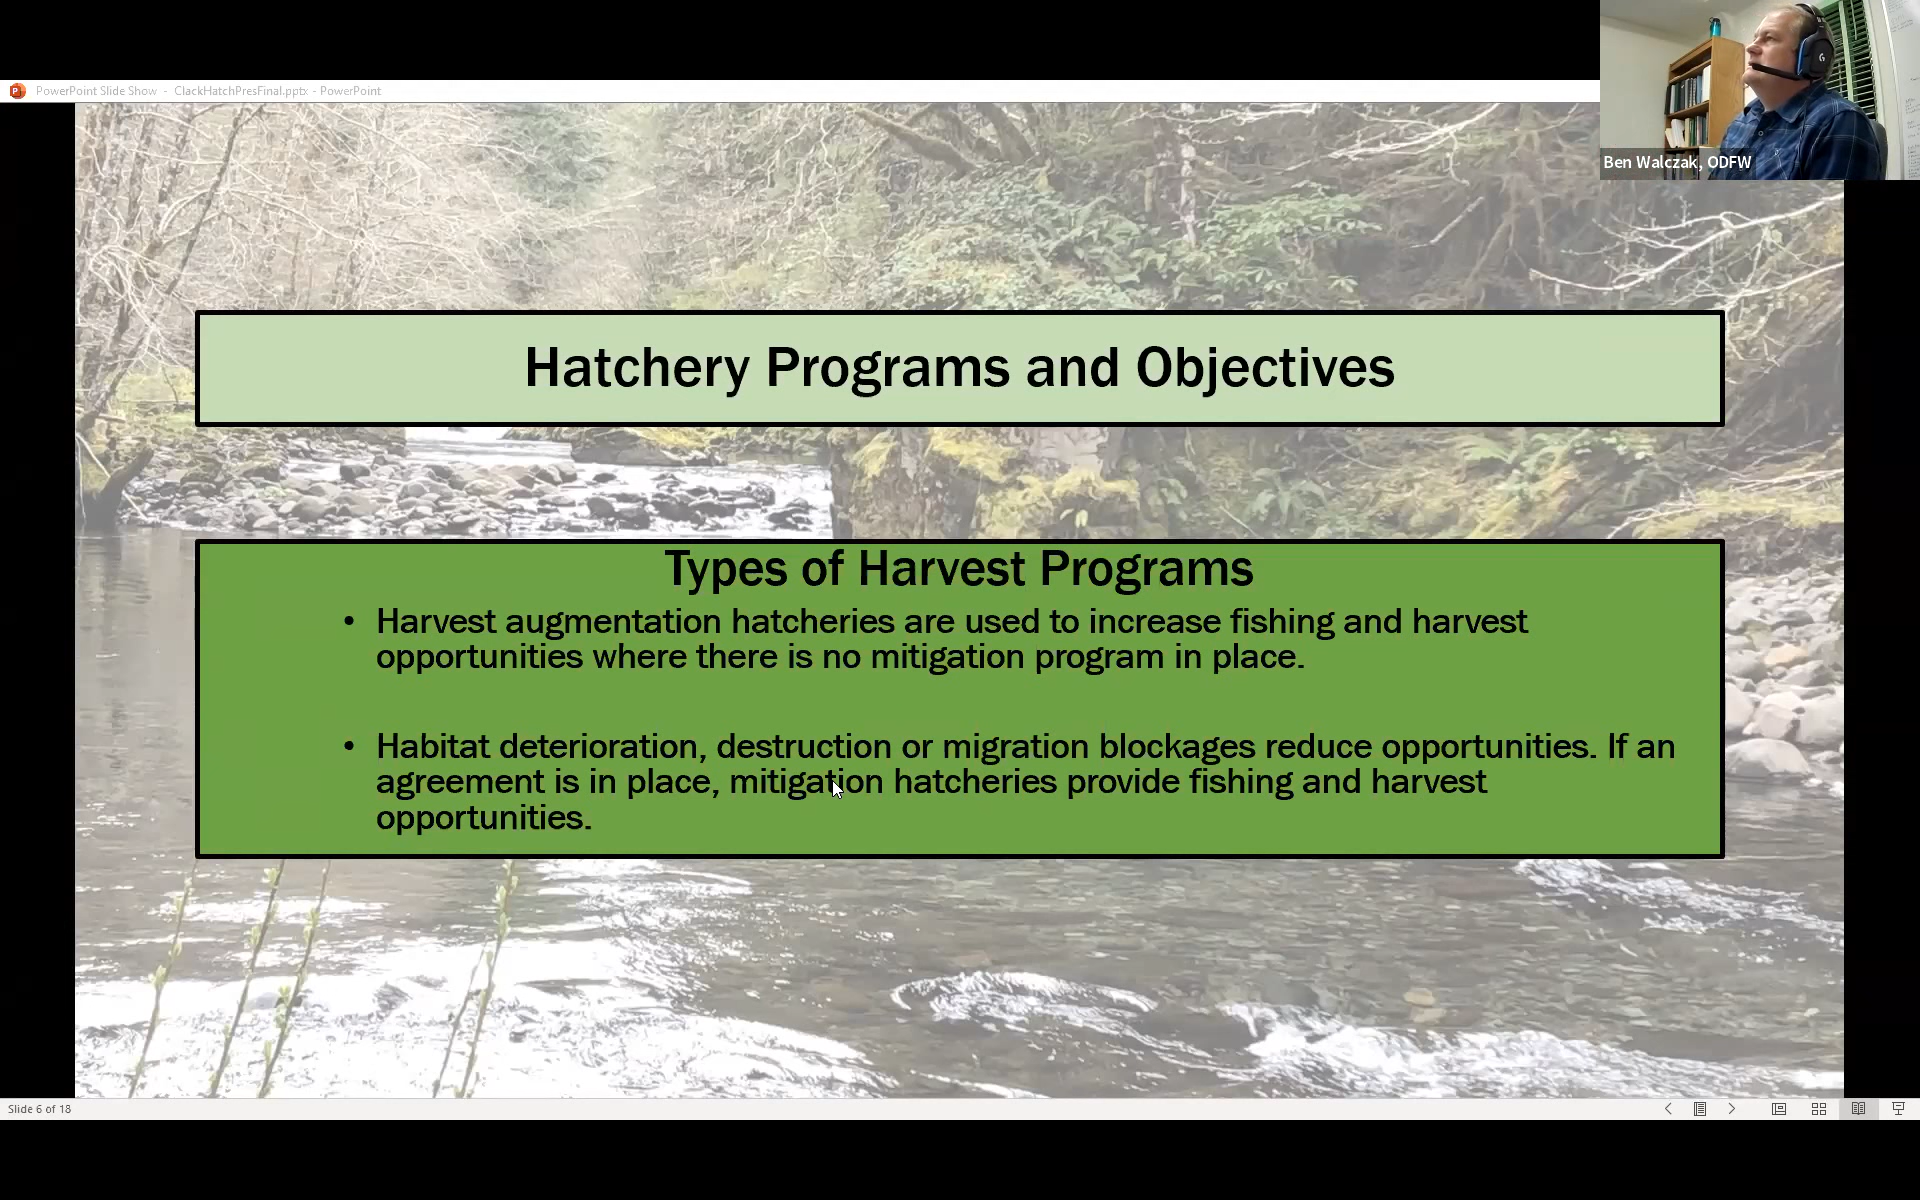 PowerPoint Slide Show - ClackHatchPresFinal.pptx - PowerPoint
Ben Walczak, ODFW
Hatchery Programs and Objectives
Types of Harvest Programs
• Harvest augmentation hatcheries are used to increase fishing and harvest
opportunities where there is no mitigation program in place.
• Habitat deterioration, destruction or migration blockages reduce opportunities. If an
agreement is in place, mitigation hatcheries provide fishing and harvest
opportunities.
Slide 6 of 18